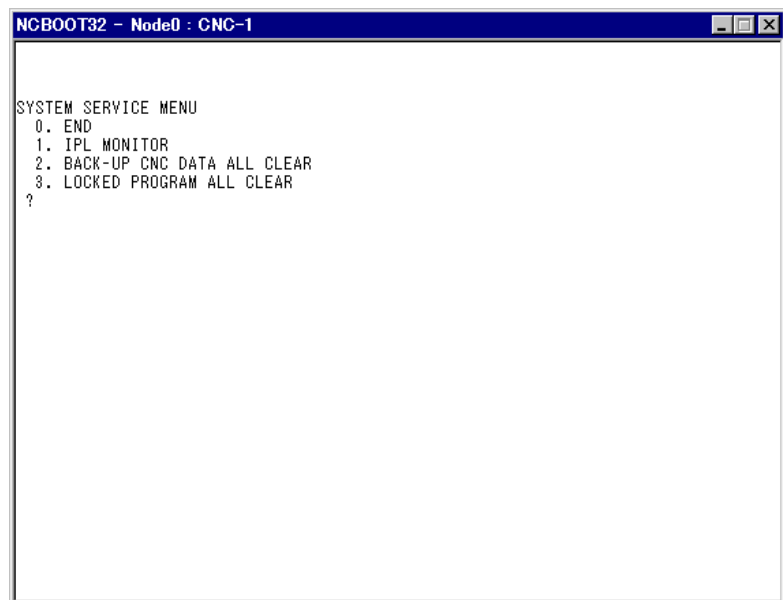 NCBOOT32 - Node0 : CNC-1
SYSTEM SERVICE MENU
0. END
1. IPL MONITOR
2. BACK-UP CNC DATA ALL CLEAR
3. LOCKED PROGRAM ALL CLEAR
?